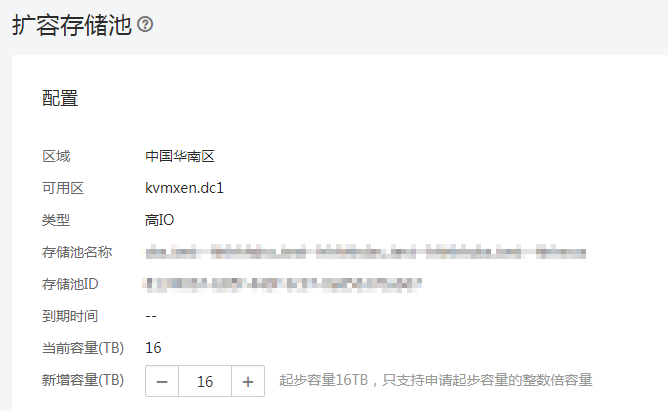 扩容存储池 ?
配置
区域 中国华南区
可用区 kvmxen.dc1
类型 高IO
存储池名称
存储池ID
到期时间 --
当前容量(TB) 16
新增容量(TB) − 16 + 起步容量16TB，只支持申请起步容量的整数倍容量